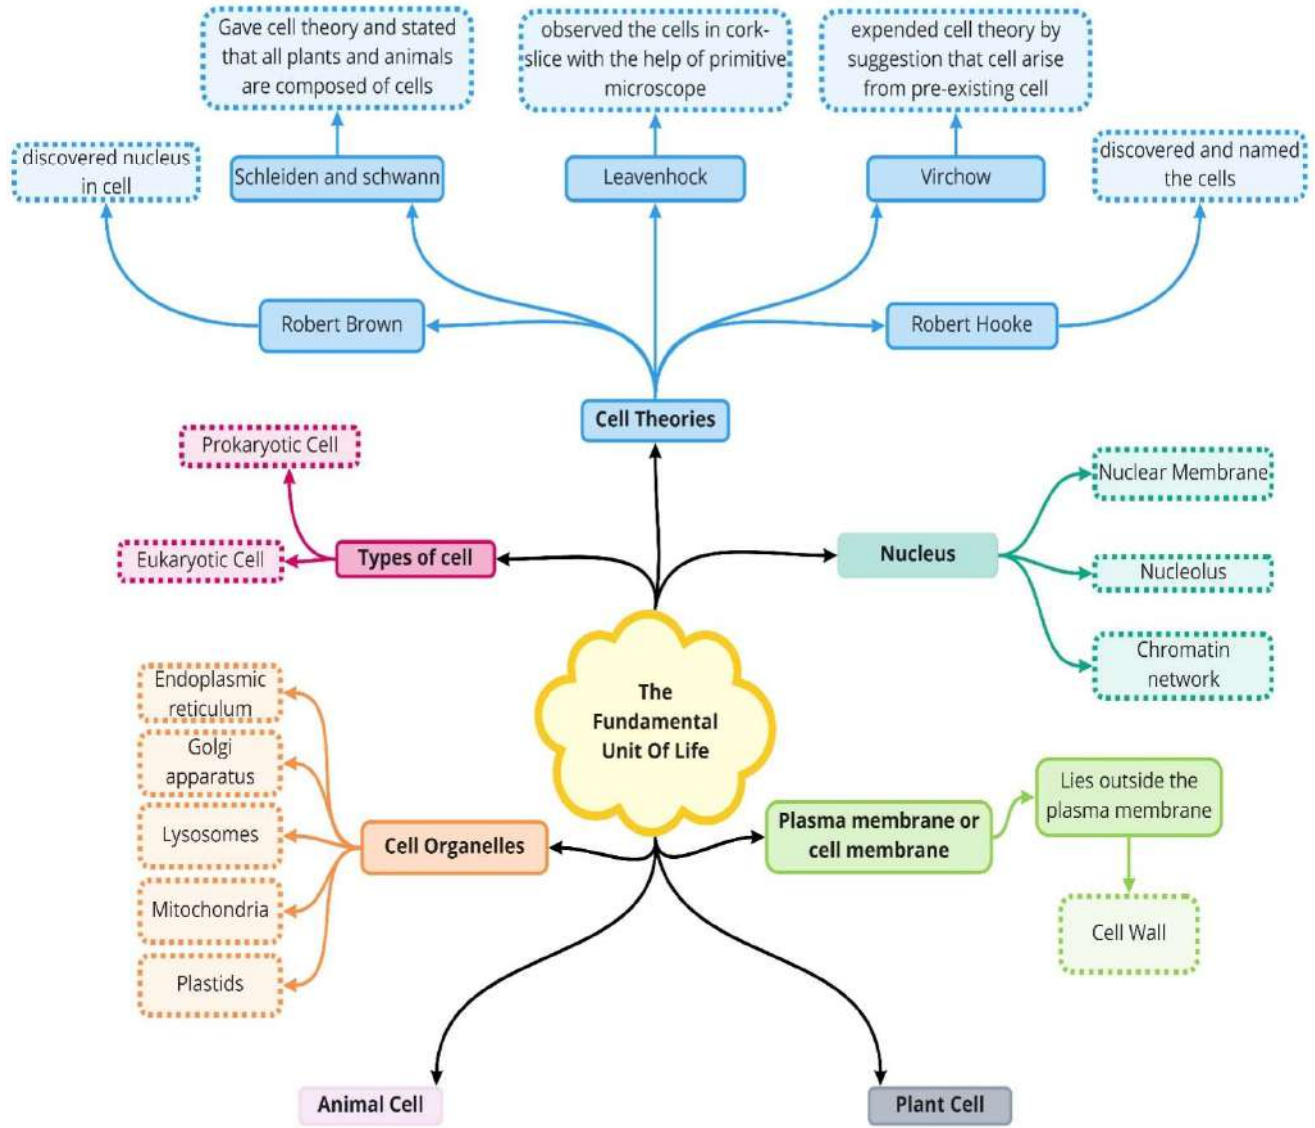 Gave cell theory and stated
that all plants and animals
are composed of cells
observed the cells in cork-
slice with the help of primitive
microscope
expended cell theory by
suggestion that cell arise
from pre-existing cell
discovered nucleus
in cell
Schleiden and schwann
Leavenhock
Virchow
discovered and named
the cells
Robert Brown
Robert Hooke
Cell Theories
Prokaryotic Cell
Eukaryotic Cell
Types of cell
Nucleus
Nuclear Membrane
Nucleolus
Chromatin
network
The
Fundamental
Unit Of Life
Endoplasmic
reticulum
Golgi
apparatus
Lysosomes
Mitochondria
Plastids
Cell Organelles
Plasma membrane or
cell membrane
Lies outside the
plasma membrane
Cell Wall
Animal Cell
Plant Cell